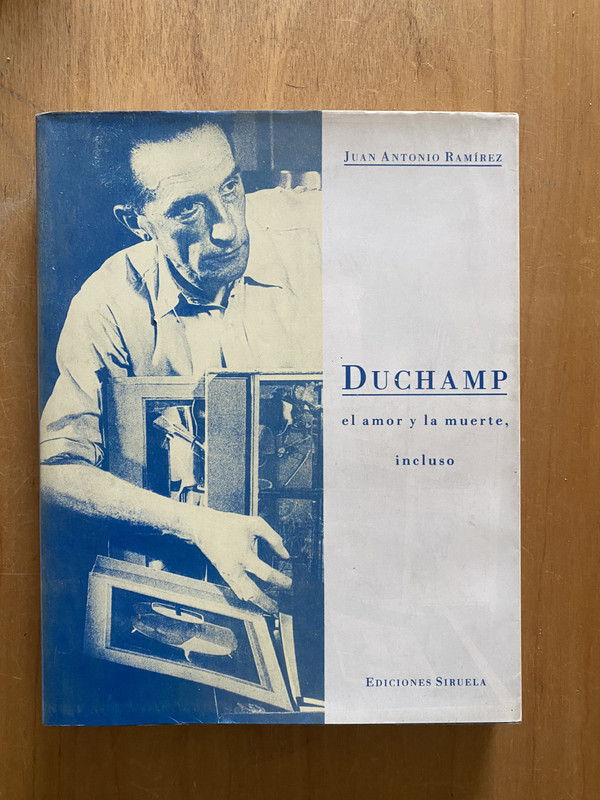 JUAN ANTONIO RAMÍREZ
DUCHAMP
el amor y la muerte,
incluso
EDICIONES SIRUELA